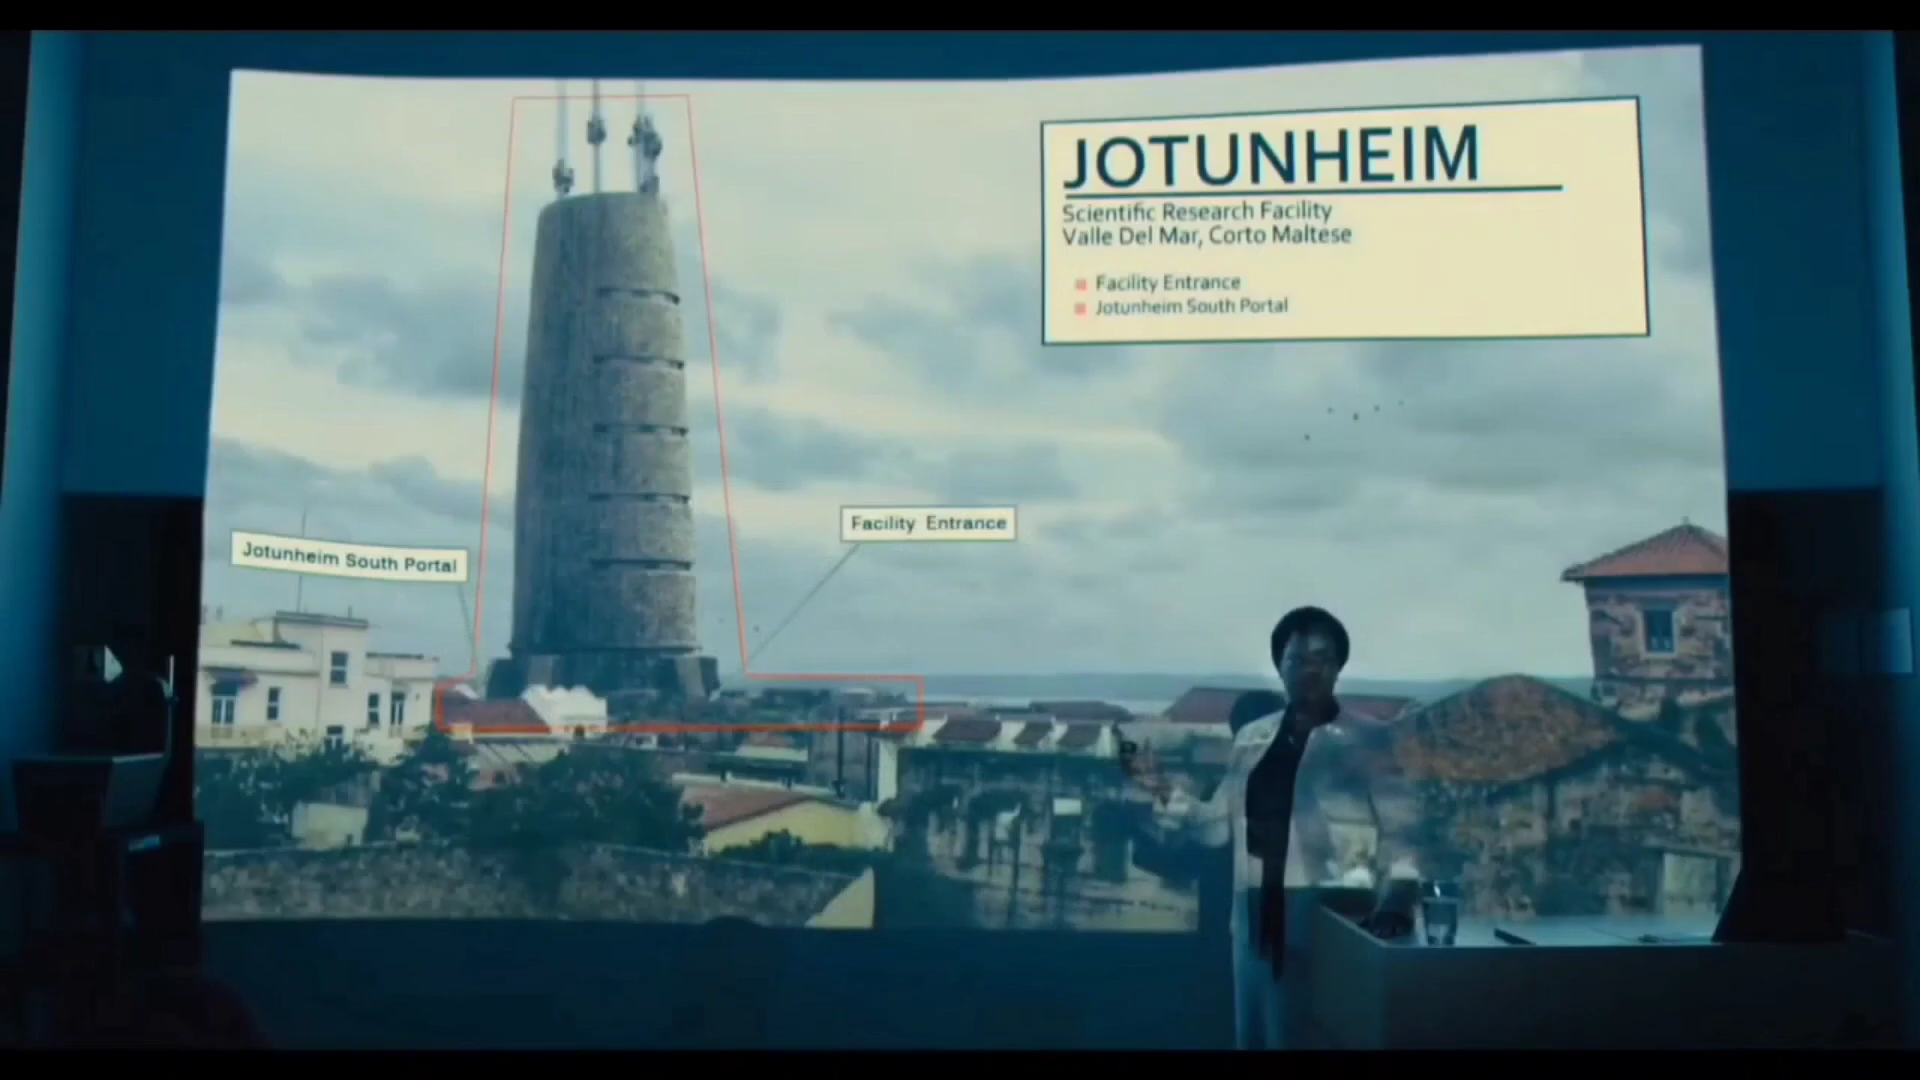 JOTUNHEIM
Scientific Research Facility
Valle Del Mar, Corto Maltese
Facility Entrance
Jotunheim South Portal
Facility Entrance
Jotunheim South Portal